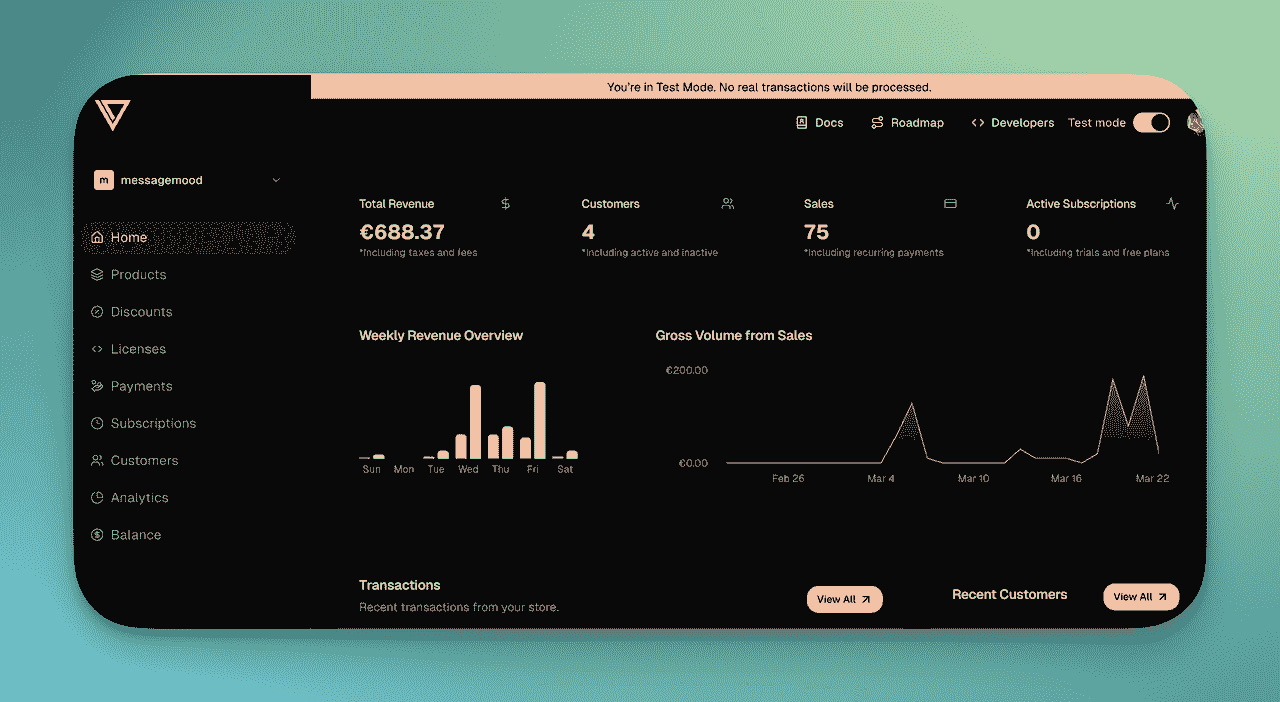 You're in Test Mode. No real transactions will be processed.
Docs
Roadmap
Developers
Test mode
m
messagemood
Home
Products
Discounts
Licenses
Payments
Subscriptions
Customers
Analytics
Balance
Total Revenue
€688.37
*Including taxes and fees
Customers
4
*Including active and inactive
Sales
75
*Including recurring payments
Active Subscriptions
0
*Including trials and free plans
Weekly Revenue Overview
Sun Mon Tue Wed Thu Fri Sat
Gross Volume from Sales
€200.00
€0.00
Feb 26 Mar 4 Mar 10 Mar 16 Mar 22
Transactions
Recent transactions from your store.
View All
Recent Customers
View All